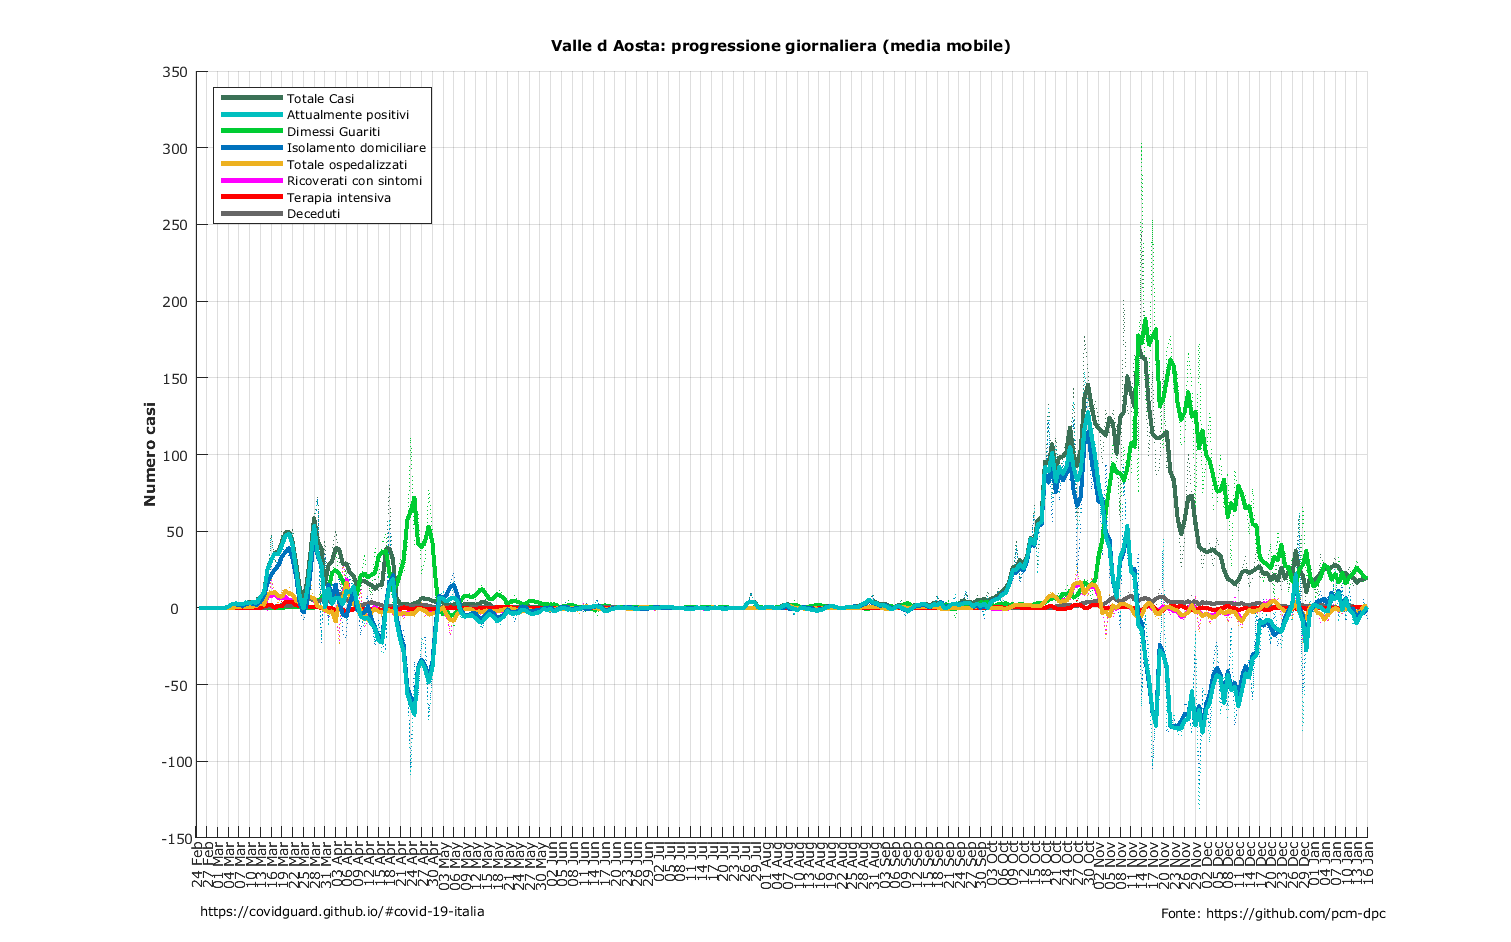 Valle d Aosta: progressione giornaliera (media mobile)
350
300
250
200
150
100
50
0
-50
-100
-150
Numero casi
Totale Casi
Attualmente positivi
Dimessi Guariti
Isolamento domiciliare
Totale ospedalizzati
Ricoverati con sintomi
Terapia intensiva
Deceduti
24 Feb
27 Feb
01 Mar
04 Mar
07 Mar
10 Mar
13 Mar
16 Mar
19 Mar
22 Mar
25 Mar
28 Mar
31 Mar
03 Apr
06 Apr
09 Apr
12 Apr
15 Apr
18 Apr
21 Apr
24 Apr
27 Apr
30 Apr
03 May
06 May
09 May
12 May
15 May
18 May
21 May
24 May
27 May
30 May
02 Jun
05 Jun
08 Jun
11 Jun
14 Jun
17 Jun
20 Jun
23 Jun
26 Jun
29 Jun
02 Jul
05 Jul
08 Jul
11 Jul
14 Jul
17 Jul
20 Jul
23 Jul
26 Jul
29 Jul
01 Aug
04 Aug
07 Aug
10 Aug
13 Aug
16 Aug
19 Aug
22 Aug
25 Aug
28 Aug
31 Aug
03 Sep
06 Sep
09 Sep
12 Sep
15 Sep
18 Sep
21 Sep
24 Sep
27 Sep
30 Sep
03 Oct
06 Oct
09 Oct
12 Oct
15 Oct
18 Oct
21 Oct
24 Oct
27 Oct
30 Oct
02 Nov
05 Nov
08 Nov
11 Nov
14 Nov
17 Nov
20 Nov
23 Nov
26 Nov
29 Nov
02 Dec
05 Dec
08 Dec
11 Dec
14 Dec
17 Dec
20 Dec
23 Dec
26 Dec
29 Dec
01 Jan
04 Jan
07 Jan
10 Jan
13 Jan
16 Jan
https://covidguard.github.io/#covid-19-italia
Fonte: https://github.com/pcm-dpc